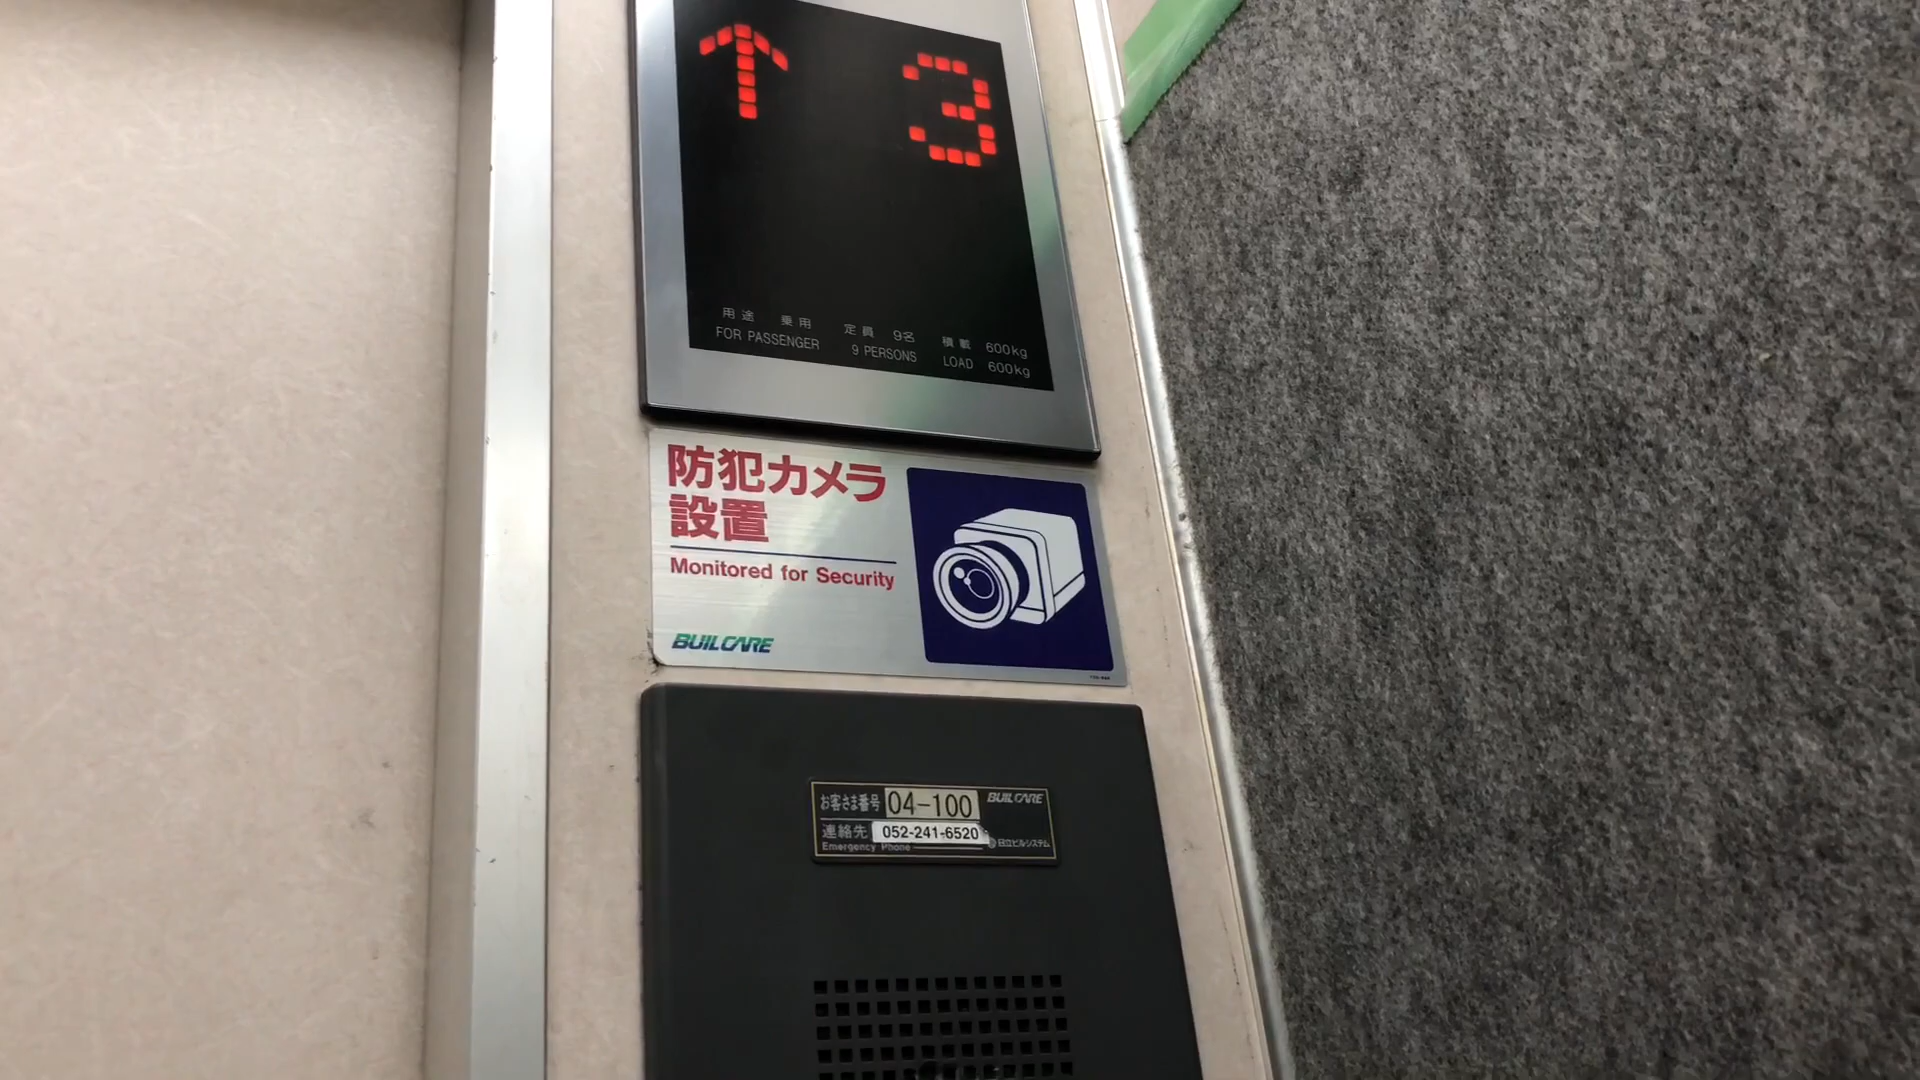 ↑ 3
用途 乗用 定員 9名 積載 600kg
FOR PASSENGER 9 PERSONS LOAD 600kg
防犯カメラ
設置
Monitored for Security
BUILCARE
お客さま番号 04-100 BUILCARE
連絡先 052-241-6520
Emergency Phone 日立ビルシステム